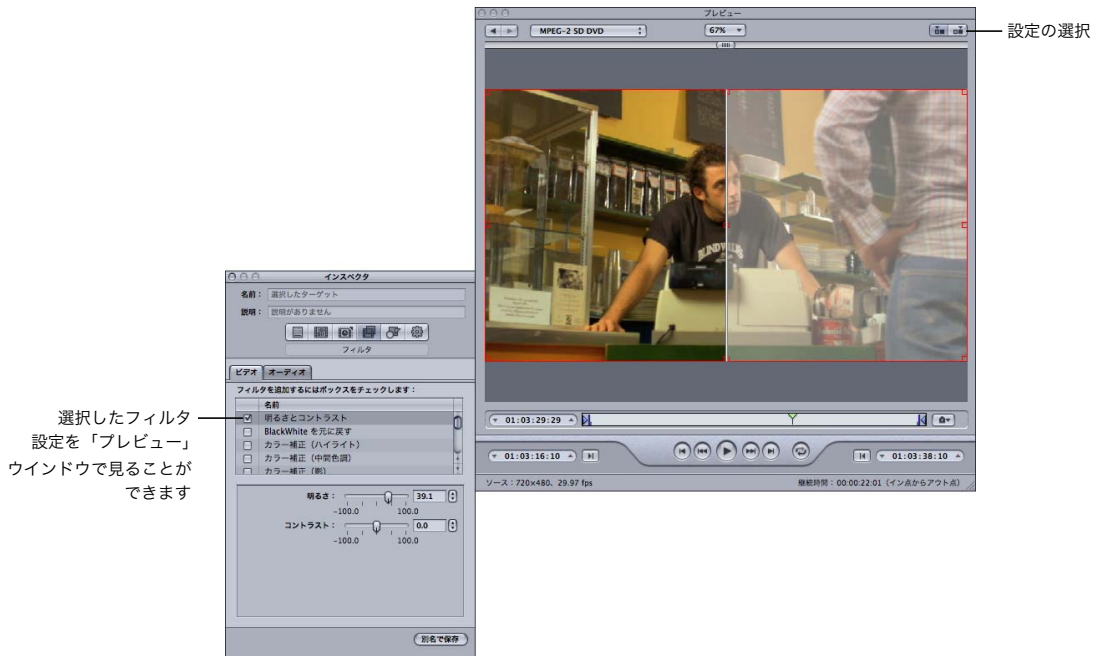 プレビュー
MPEG-2 SD DVD
67%
設定の選択
BLIND WILLIES
01:03:29:29
01:03:16:10
01:03:38:10
ソース：720×480、29.97 fps
継続時間：00:00:22:01（イン点からアウト点）
インスペクタ
名前： 選択したターゲット
説明： 説明がありません
フィルタ
ビデオ オーディオ
フィルタを追加するにはボックスをチェックします：
名前
明るさとコントラスト
BlackWhite を元に戻す
カラー補正（ハイライト）
カラー補正（中間色調）
カラー補正（影）
選択したフィルタ
設定を「プレビュー」
ウインドウで見ることが
できます
明るさ： 39.1
-100.0 100.0
コントラスト： 0.0
-100.0 100.0
別名で保存